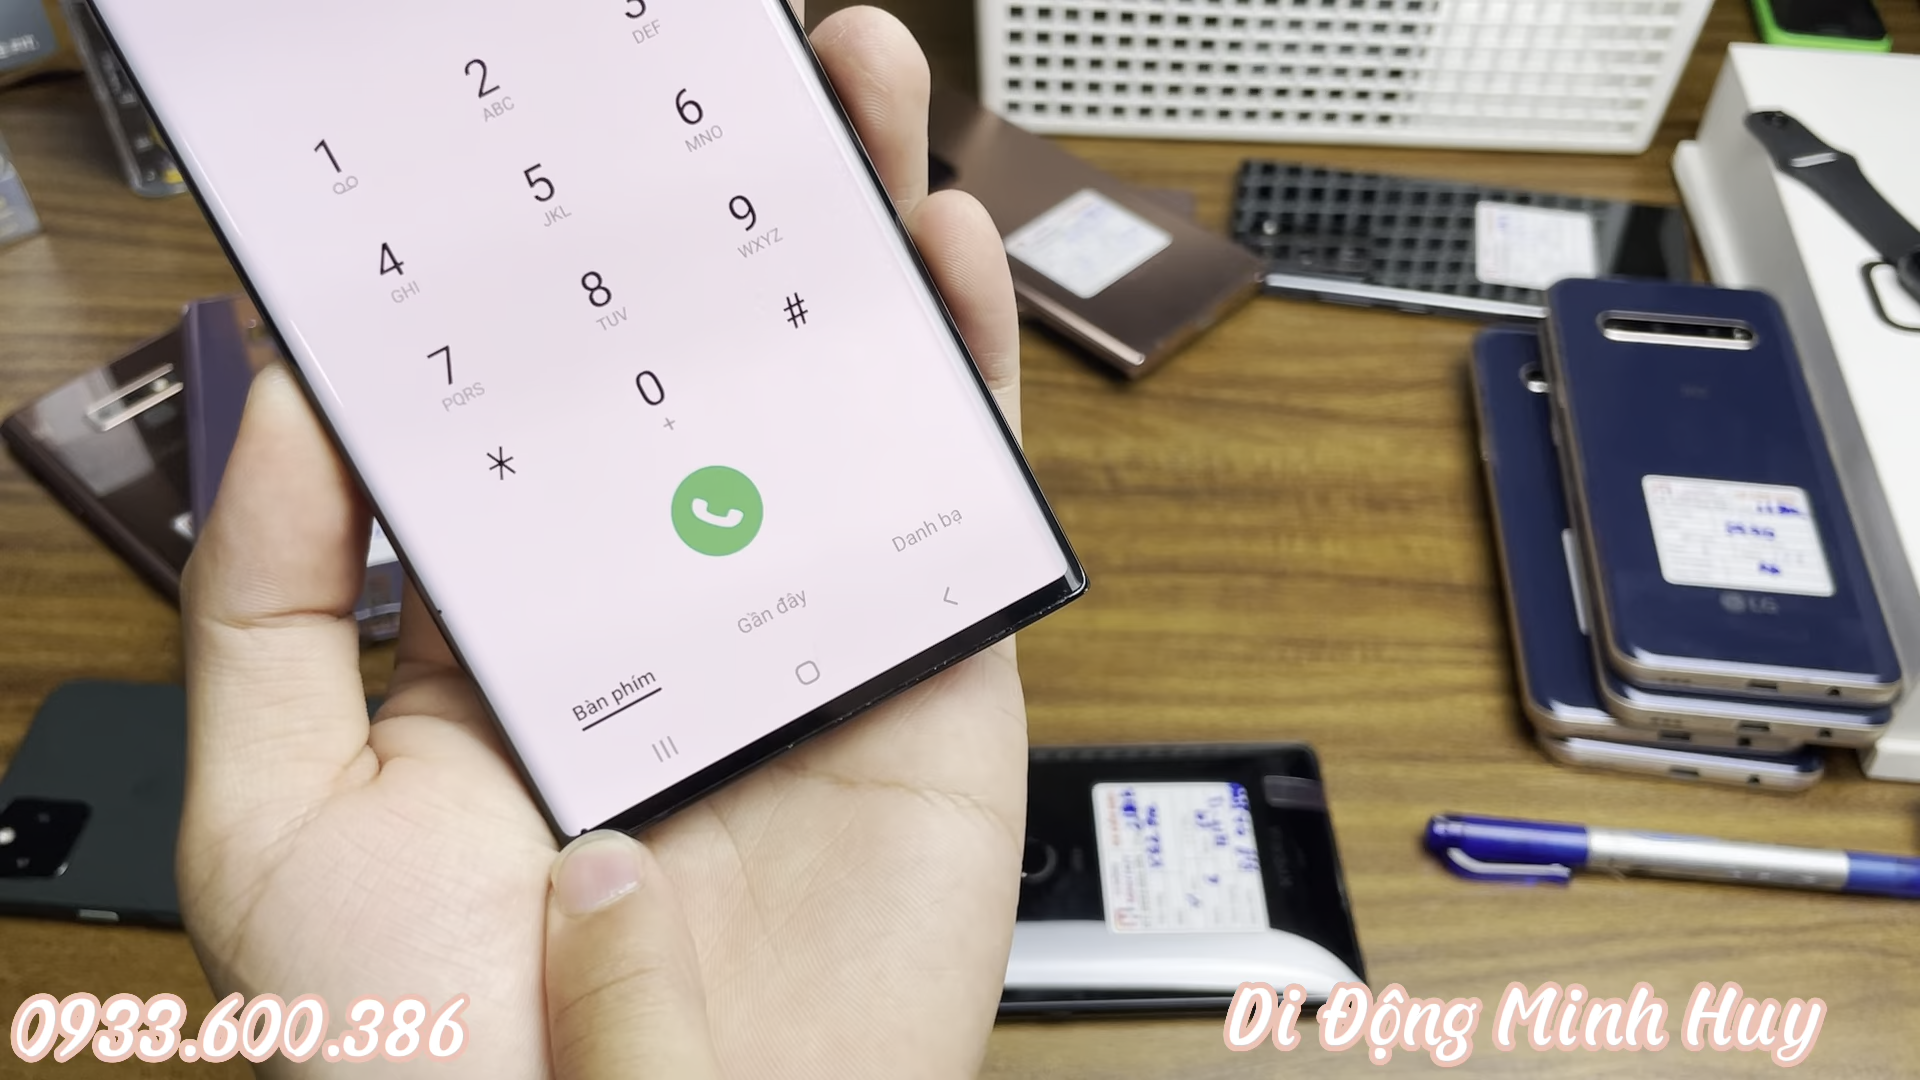 3
DEF
2
ABC
1
6
MNO
5
JKL
4
GHI
9
WXYZ
8
TUV
7
PQRS
#
0
+
*
Danh bạ
Gần đây
Bàn phím
LG
0933.600.386
Di Động Minh Huy